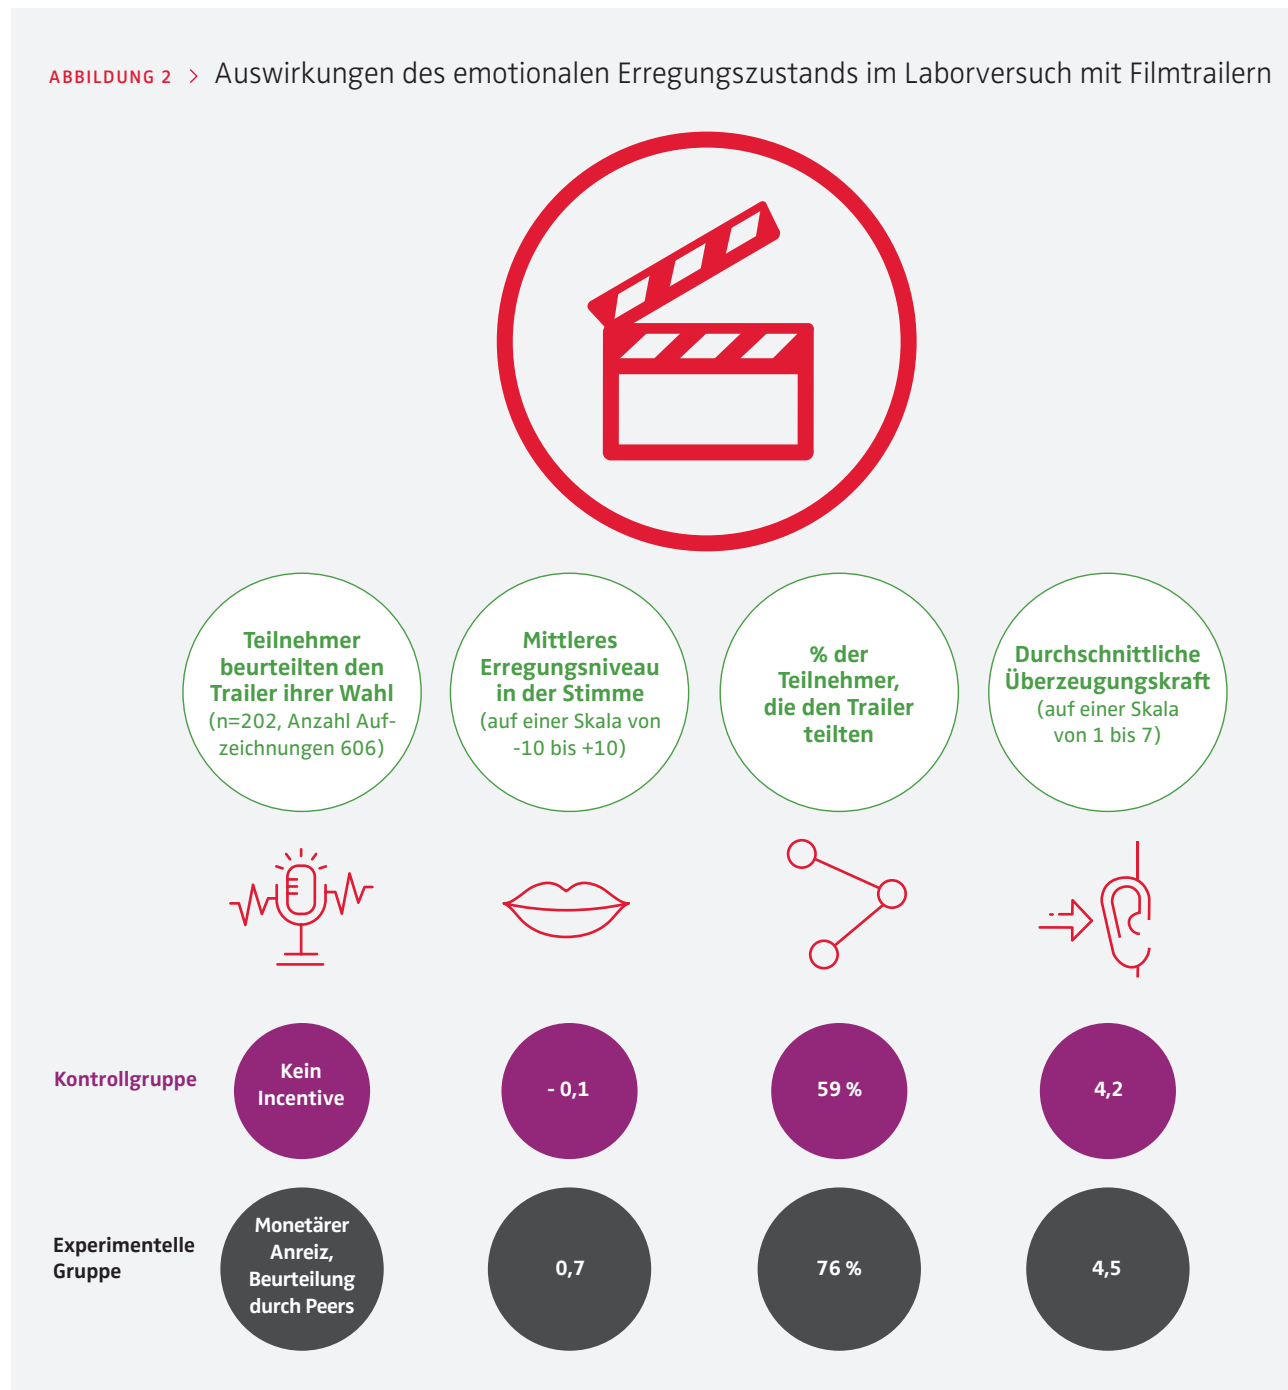 ABBILDUNG 2 > Auswirkungen des emotionalen Erregungszustands im Laborversuch mit Filmtrailern
Teilnehmer
beurteilten den
Trailer ihrer Wahl
(n=202, Anzahl Auf-
zeichnungen 606)
Mittleres
Erregungsniveau
in der Stimme
(auf einer Skala von
-10 bis +10)
% der
Teilnehmer,
die den Trailer
teilten
Durchschnittliche
Überzeugungskraft
(auf einer Skala
von 1 bis 7)
Kontrollgruppe
Kein
Incentive
- 0,1
59 %
4,2
Experimentelle
Gruppe
Monetärer
Anreiz,
Beurteilung
durch Peers
0,7
76 %
4,5